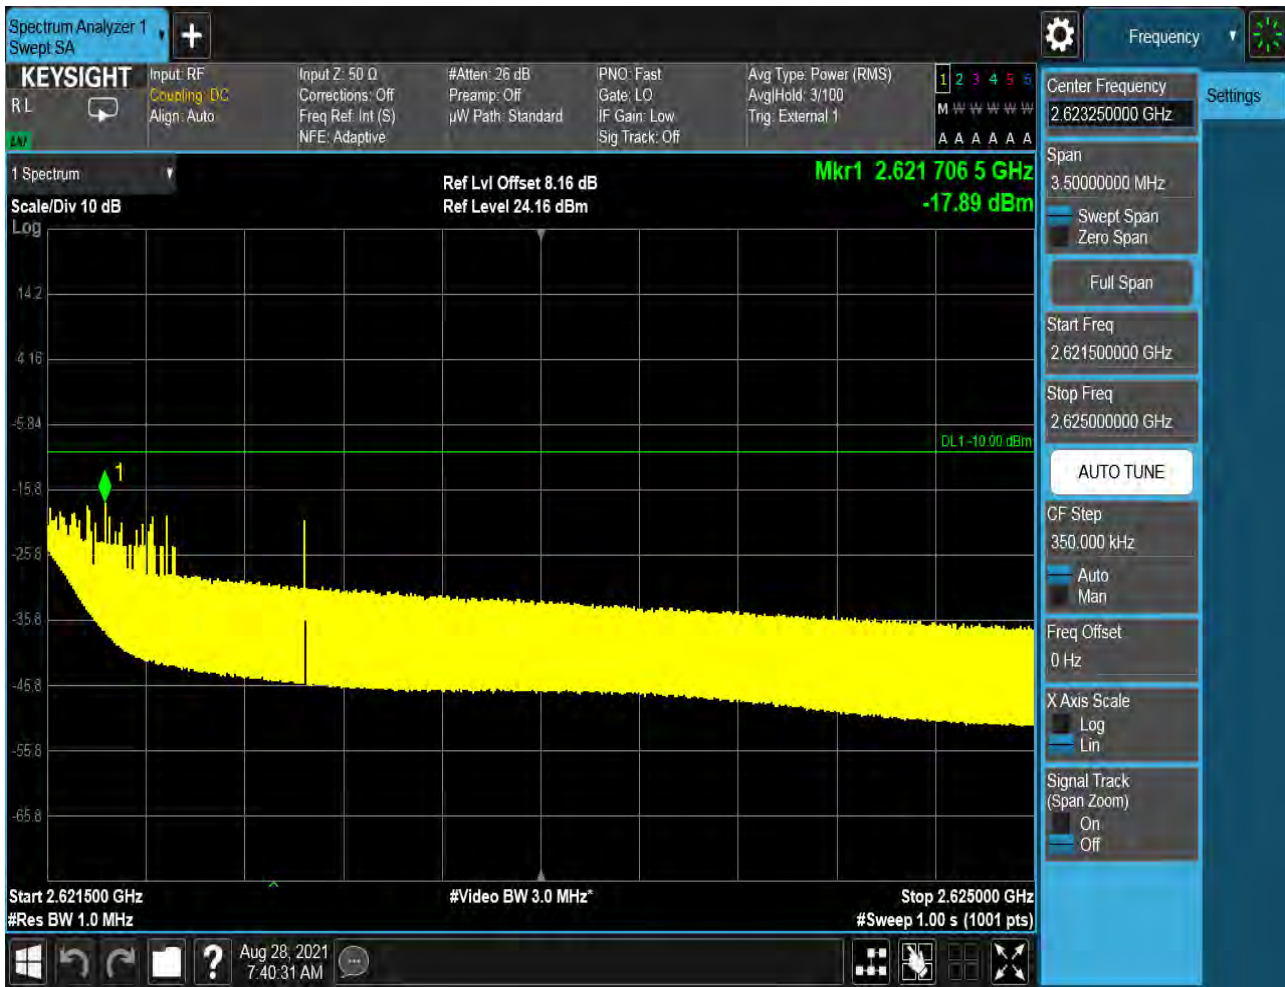 Spectrum Analyzer 1
Swept SA
Frequency
KEYSIGHT
R L
LXI
Input: RF
Coupling: DC
Align: Auto
Input Z: 50 Ω
Corrections: Off
Freq Ref: Int (S)
NFE: Adaptive
#Atten: 26 dB
Preamp: Off
µW Path: Standard
PNO: Fast
Gate: LO
IF Gain: Low
Sig Track: Off
Avg Type: Power (RMS)
Avg|Hold: 3/100
Trig: External 1
1 2 3 4 5 6
M W W W W W
A A A A A A
1 Spectrum
Scale/Div 10 dB
Log
Ref Lvl Offset 8.16 dB
Ref Level 24.16 dBm
Mkr1 2.621 706 5 GHz
-17.89 dBm
14.2
4.16
-5.84
DL1 -10.00 dBm
1
-15.8
-25.8
-35.8
-45.8
-55.8
-65.8
Start 2.621500 GHz
#Res BW 1.0 MHz
#Video BW 3.0 MHz*
Stop 2.625000 GHz
#Sweep 1.00 s (1001 pts)
Aug 28, 2021
7:40:31 AM
Center Frequency
2.623250000 GHz
Settings
Span
3.50000000 MHz
Swept Span
Zero Span
Full Span
Start Freq
2.621500000 GHz
Stop Freq
2.625000000 GHz
AUTO TUNE
CF Step
350.000 kHz
Auto
Man
Freq Offset
0 Hz
X Axis Scale
Log
Lin
Signal Track
(Span Zoom)
On
Off